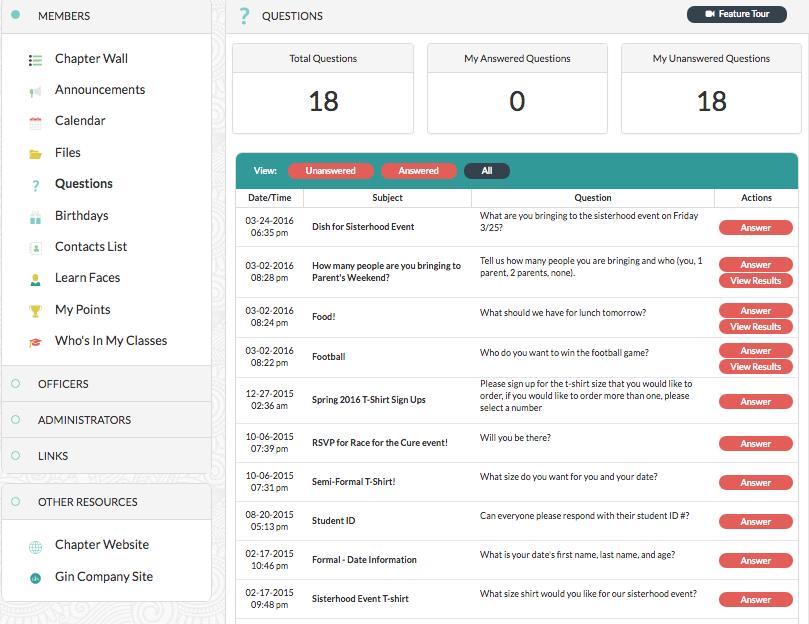 MEMBERS
Chapter Wall
Announcements
Calendar
Files
? Questions
Birthdays
Contacts List
Learn Faces
My Points
Who's In My Classes
OFFICERS
ADMINISTRATORS
LINKS
OTHER RESOURCES
Chapter Website
Gin Company Site
? QUESTIONS
Feature Tour
Total Questions
18
My Answered Questions
0
My Unanswered Questions
18
View: Unanswered Answered All
Date/Time Subject Question Actions
03-24-2016
06:35 pm
Dish for Sisterhood Event
What are you bringing to the sisterhood event on Friday
3/25?
Answer
03-02-2016
08:28 pm
How many people are you bringing to
Parent's Weekend?
Tell us how many people you are bringing and who (you, 1
parent, 2 parents, none).
Answer
View Results
03-02-2016
08:24 pm
Food!
What should we have for lunch tomorrow?
Answer
View Results
03-02-2016
08:22 pm
Football
Who do you want to win the football game?
Answer
View Results
12-27-2015
02:36 am
Spring 2016 T-Shirt Sign Ups
Please sign up for the t-shirt size that you would like to
order, if you would like to order more than one, please
select a number
Answer
10-06-2015
07:39 pm
RSVP for Race for the Cure event!
Will you be there?
Answer
10-06-2015
07:31 pm
Semi-Formal T-Shirt!
What size do you want for you and your date?
Answer
08-20-2015
05:13 pm
Student ID
Can everyone please respond with their student ID #?
Answer
02-17-2015
10:46 pm
Formal - Date Information
What is your date's first name, last name, and age?
Answer
02-17-2015
09:48 pm
Sisterhood Event T-shirt
What size shirt would you like for our sisterhood event?
Answer